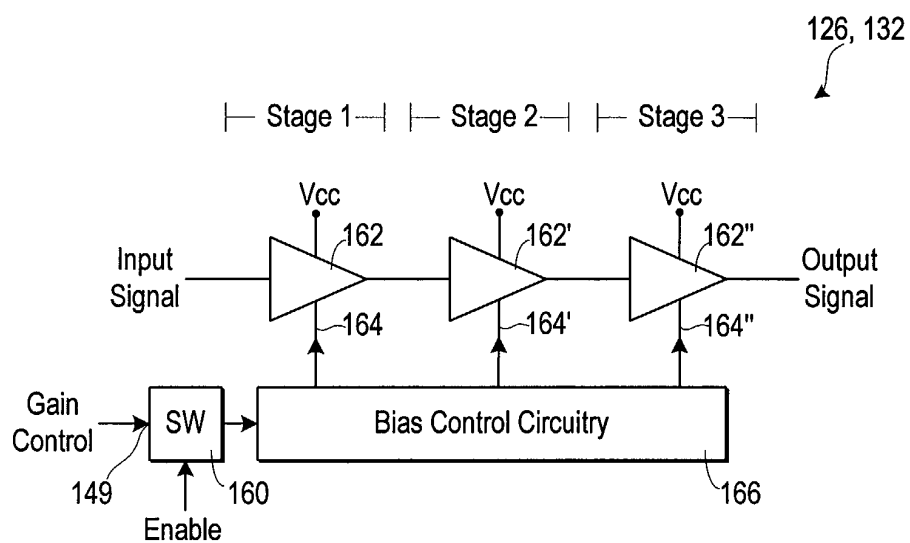 126, 132
Stage 1
Stage 2
Stage 3
Vcc
Vcc
Vcc
162
162'
162"
Input
Signal
Output
Signal
164
164'
164"
Gain
Control
SW
Bias Control Circuitry
149
160
166
Enable